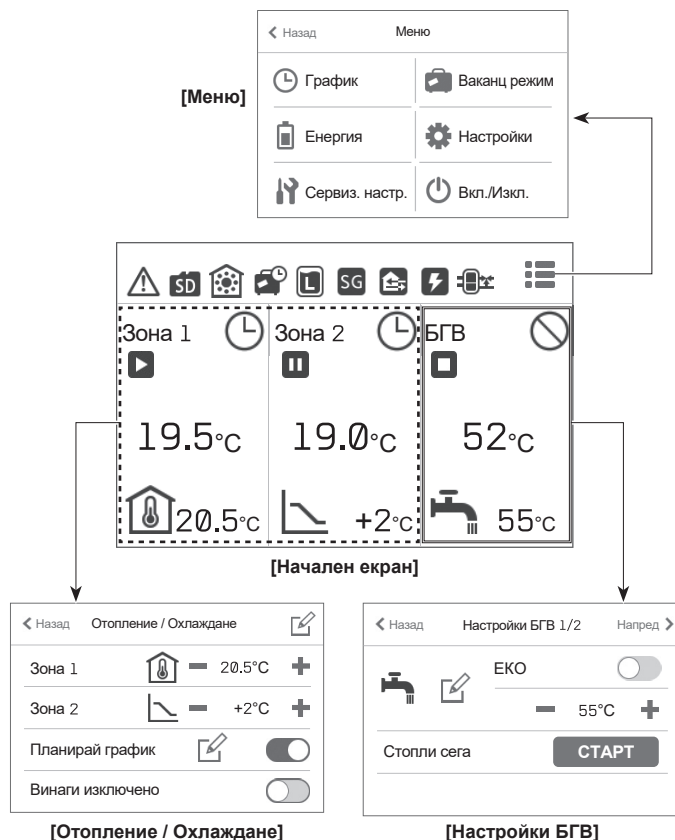 Назад Меню
График Ваканц режим
[Меню]
Енергия Настройки
Сервиз. настр. Вкл./Изкл.
SD L SG
Зона 1 Зона 2 БГВ
19.5°C 19.0°C 52°C
20.5°C +2°C 55°C
[Начален екран]
Назад Отопление / Охлаждане
Зона 1 20.5°C
Зона 2 +2°C
Планирай график
Винаги изключено
[Отопление / Охлаждане]
Назад Настройки БГВ 1/2 Напред
ЕКО
55°C
Стопли сега СТАРТ
[Настройки БГВ]